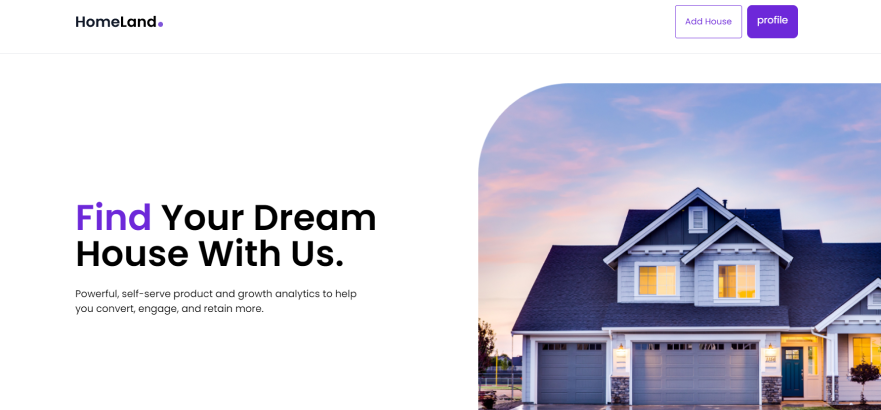 HomeLand.
Add House
profile
Find Your Dream
House With Us.
Powerful, self-serve product and growth analytics to help
you convert, engage, and retain more.